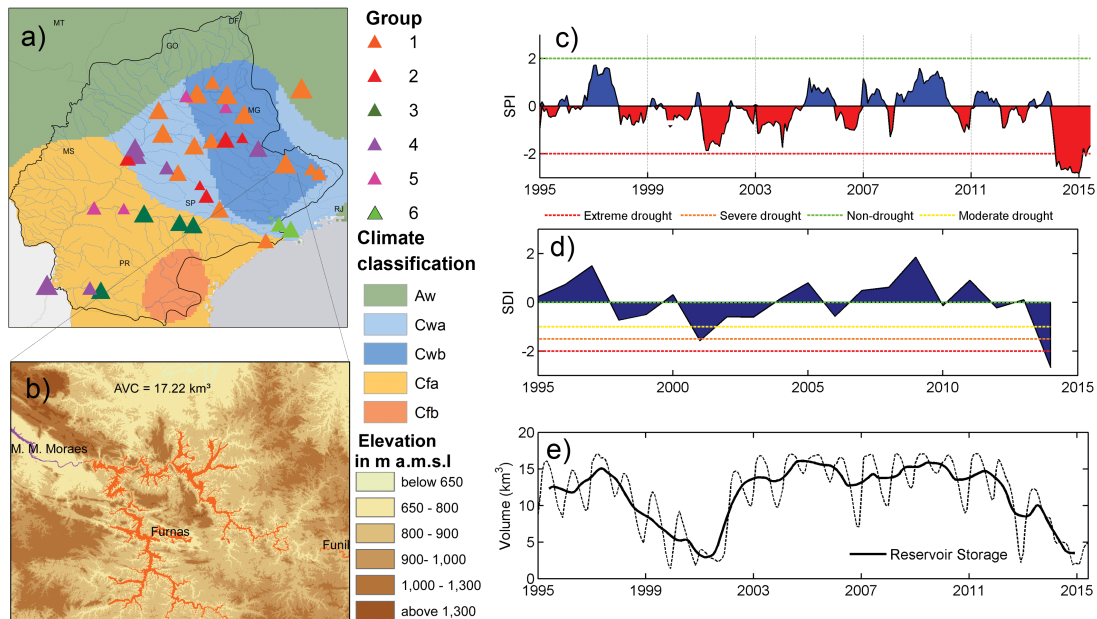 a)
MT
DF
GO
MG
MS
SP
RJ
PR
Group
1
2
3
4
5
6
Climate
classification
Aw
Cwa
Cwb
Cfa
Cfb
b)
AVC = 17.22 km³
M. M. Moraes
Furnas
Funil
Elevation
in m a.m.s.l
below 650
650 - 800
800 - 900
900- 1,000
1,000 - 1,300
above 1,300
c)
SPI
2
0
-2
1995 1999 2003 2007 2011 2015
Extreme drought Severe drought Non-drought Moderate drought
d)
SDI
2
0
-2
1995 2000 2005 2010 2015
e)
Volume (km³)
20
15
10
5
0
Reservoir Storage
1995 1999 2003 2007 2011 2015